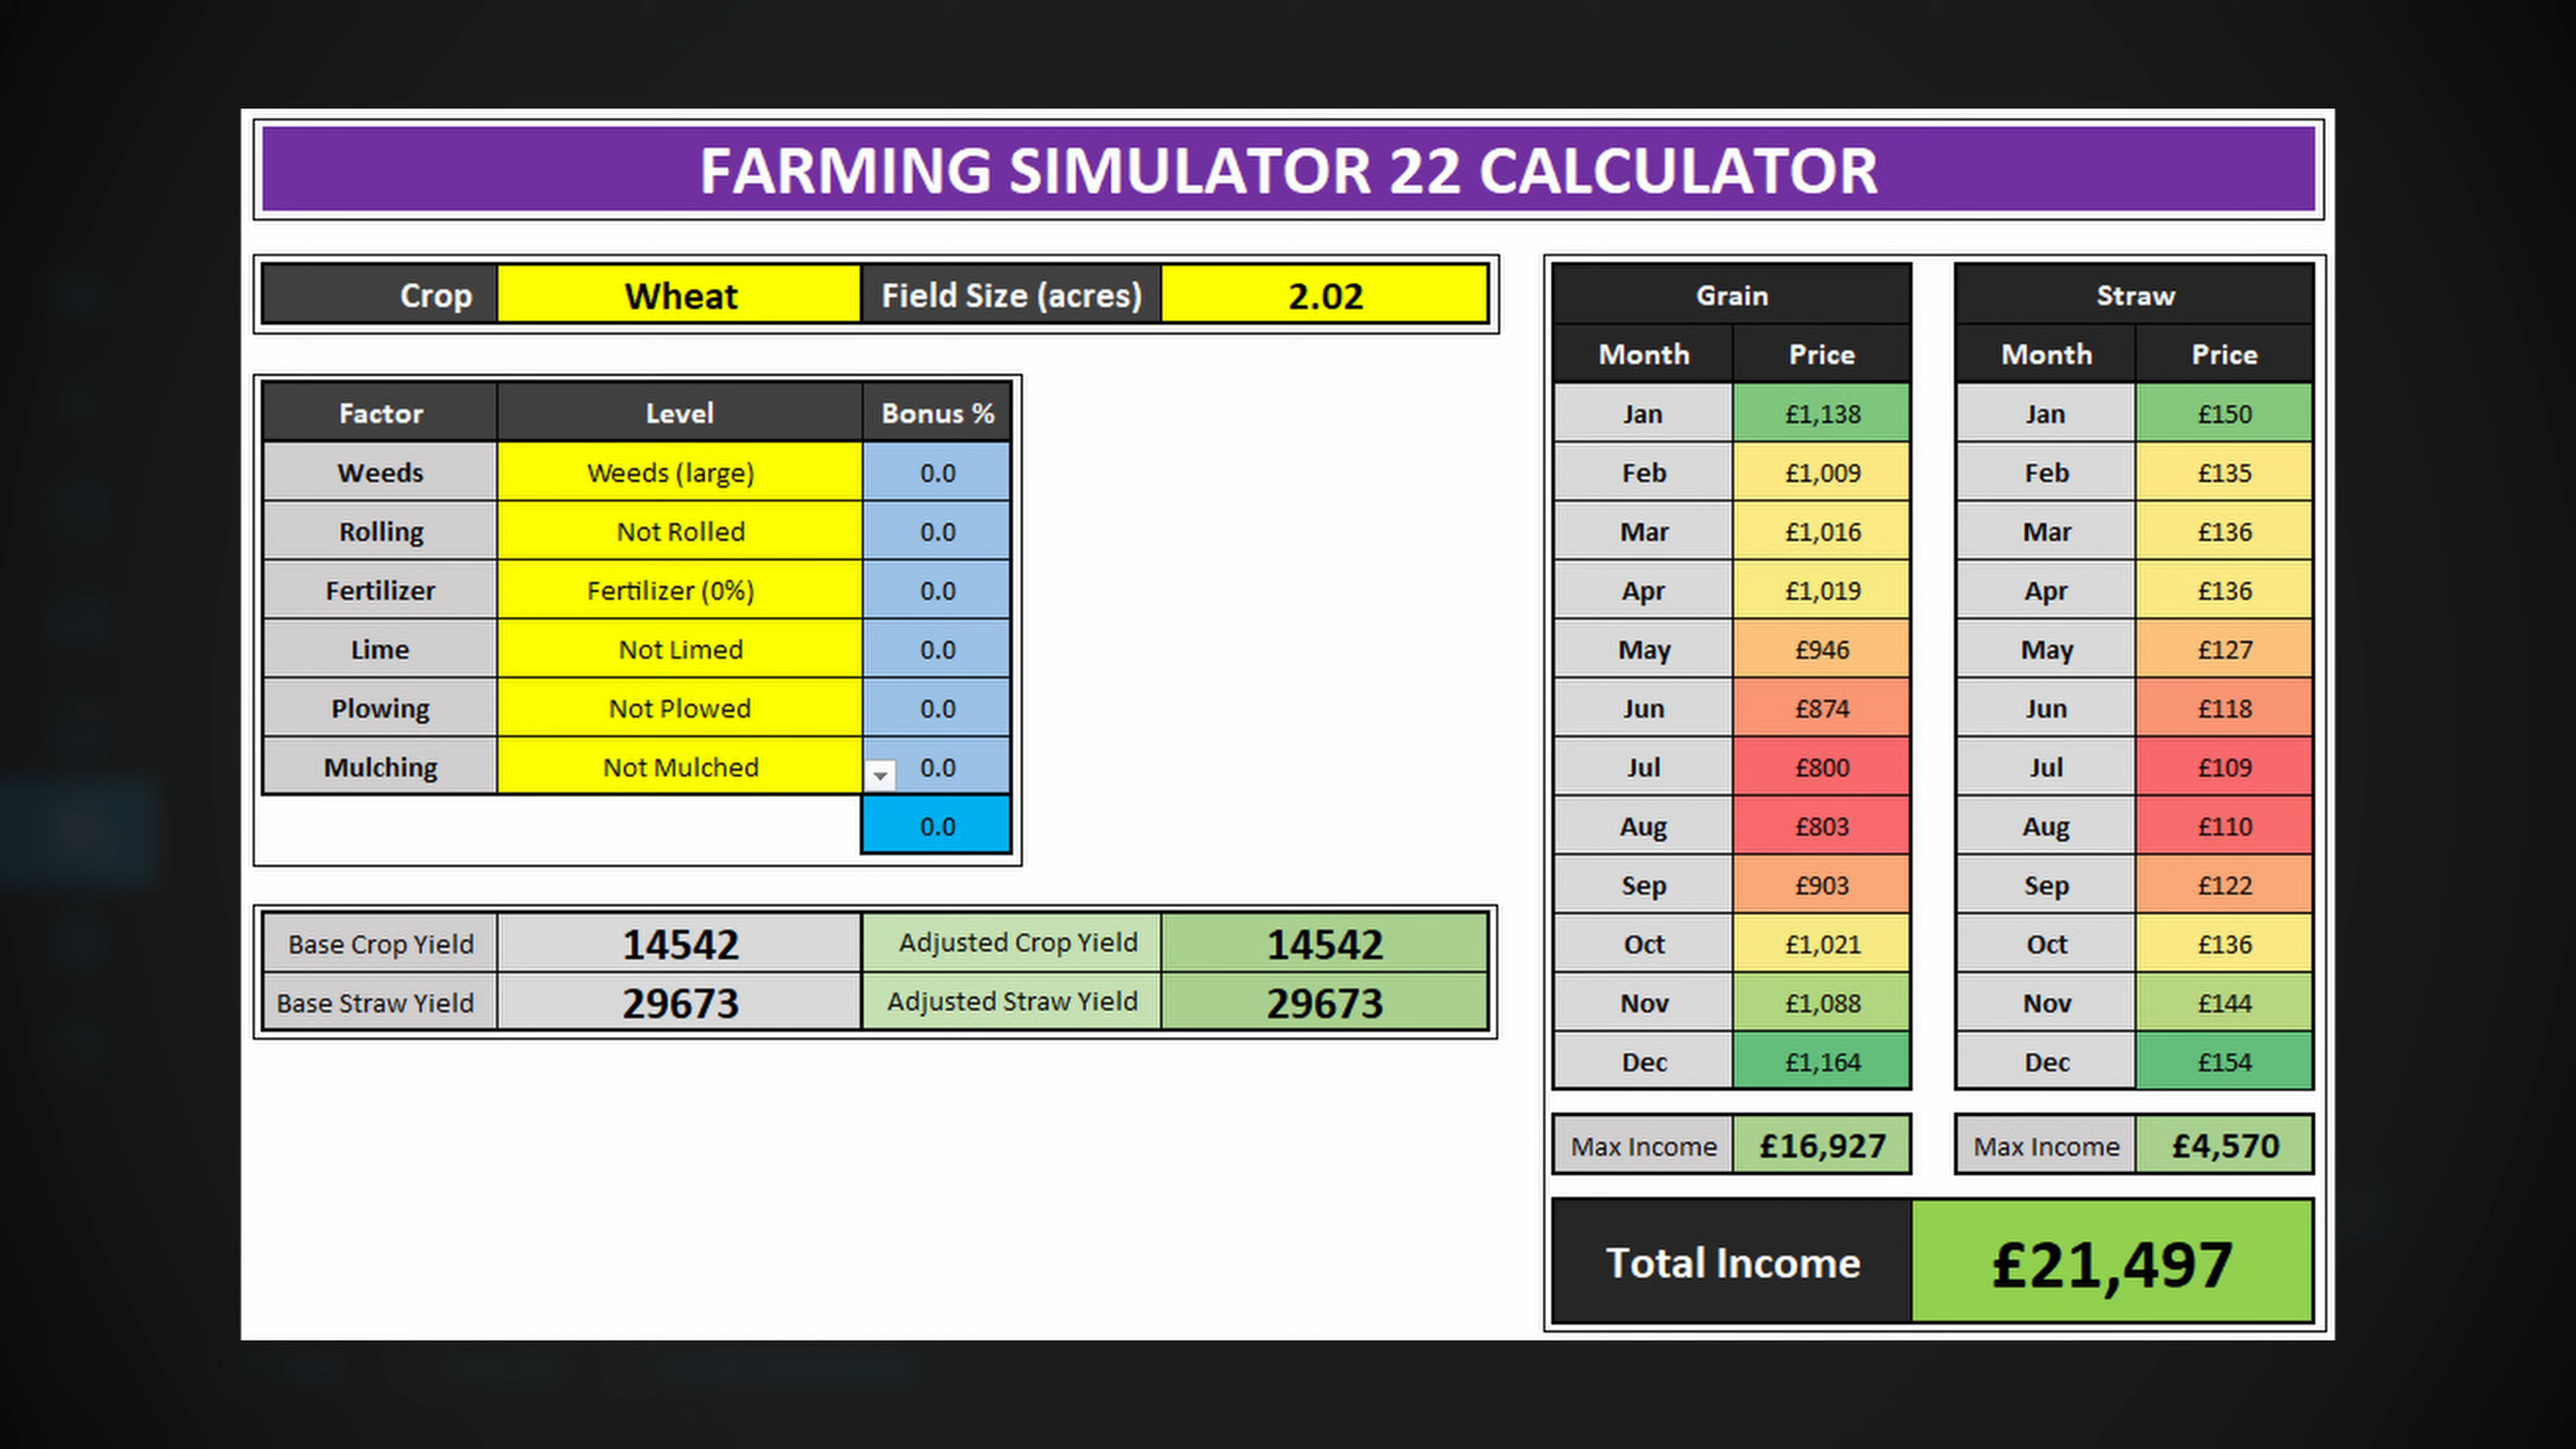 FARMING SIMULATOR 22 CALCULATOR
Crop Wheat Field Size (acres) 2.02
Factor Level Bonus %
Weeds Weeds (large) 0.0
Rolling Not Rolled 0.0
Fertilizer Fertilizer (0%) 0.0
Lime Not Limed 0.0
Plowing Not Plowed 0.0
Mulching Not Mulched 0.0
0.0
Base Crop Yield 14542 Adjusted Crop Yield 14542
Base Straw Yield 29673 Adjusted Straw Yield 29673
Grain
Month Price
Jan £1,138
Feb £1,009
Mar £1,016
Apr £1,019
May £946
Jun £874
Jul £800
Aug £803
Sep £903
Oct £1,021
Nov £1,088
Dec £1,164
Max Income £16,927
Straw
Month Price
Jan £150
Feb £135
Mar £136
Apr £136
May £127
Jun £118
Jul £109
Aug £110
Sep £122
Oct £136
Nov £144
Dec £154
Max Income £4,570
Total Income £21,497